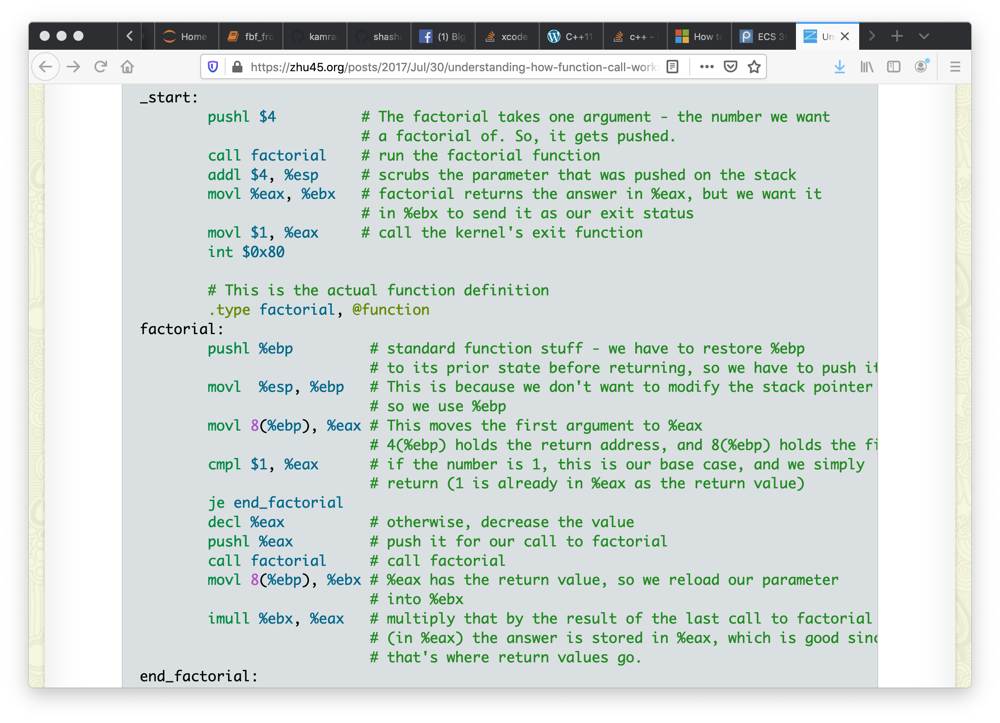 Home
fbf_fro
kamra
shasha
(1) Big
xcode
C++11
c++ -
How to
ECS 3
Un
https://zhu45.org/posts/2017/Jul/30/understanding-how-function-call-works
_start:
pushl $4 # The factorial takes one argument - the number we want
# a factorial of. So, it gets pushed.
call factorial # run the factorial function
addl $4, %esp # scrubs the parameter that was pushed on the stack
movl %eax, %ebx # factorial returns the answer in %eax, but we want it
# in %ebx to send it as our exit status
movl $1, %eax # call the kernel's exit function
int $0x80
# This is the actual function definition
.type factorial, @function
factorial:
pushl %ebp # standard function stuff - we have to restore %ebp
# to its prior state before returning, so we have to push it
movl %esp, %ebp # This is because we don't want to modify the stack pointer
# so we use %ebp
movl 8(%ebp), %eax # This moves the first argument to %eax
# 4(%ebp) holds the return address, and 8(%ebp) holds the fi
cmpl $1, %eax # if the number is 1, this is our base case, and we simply
# return (1 is already in %eax as the return value)
je end_factorial
decl %eax # otherwise, decrease the value
pushl %eax # push it for our call to factorial
call factorial # call factorial
movl 8(%ebp), %ebx # %eax has the return value, so we reload our parameter
# into %ebx
imull %ebx, %eax # multiply that by the result of the last call to factorial
# (in %eax) the answer is stored in %eax, which is good sinc
# that's where return values go.
end_factorial: